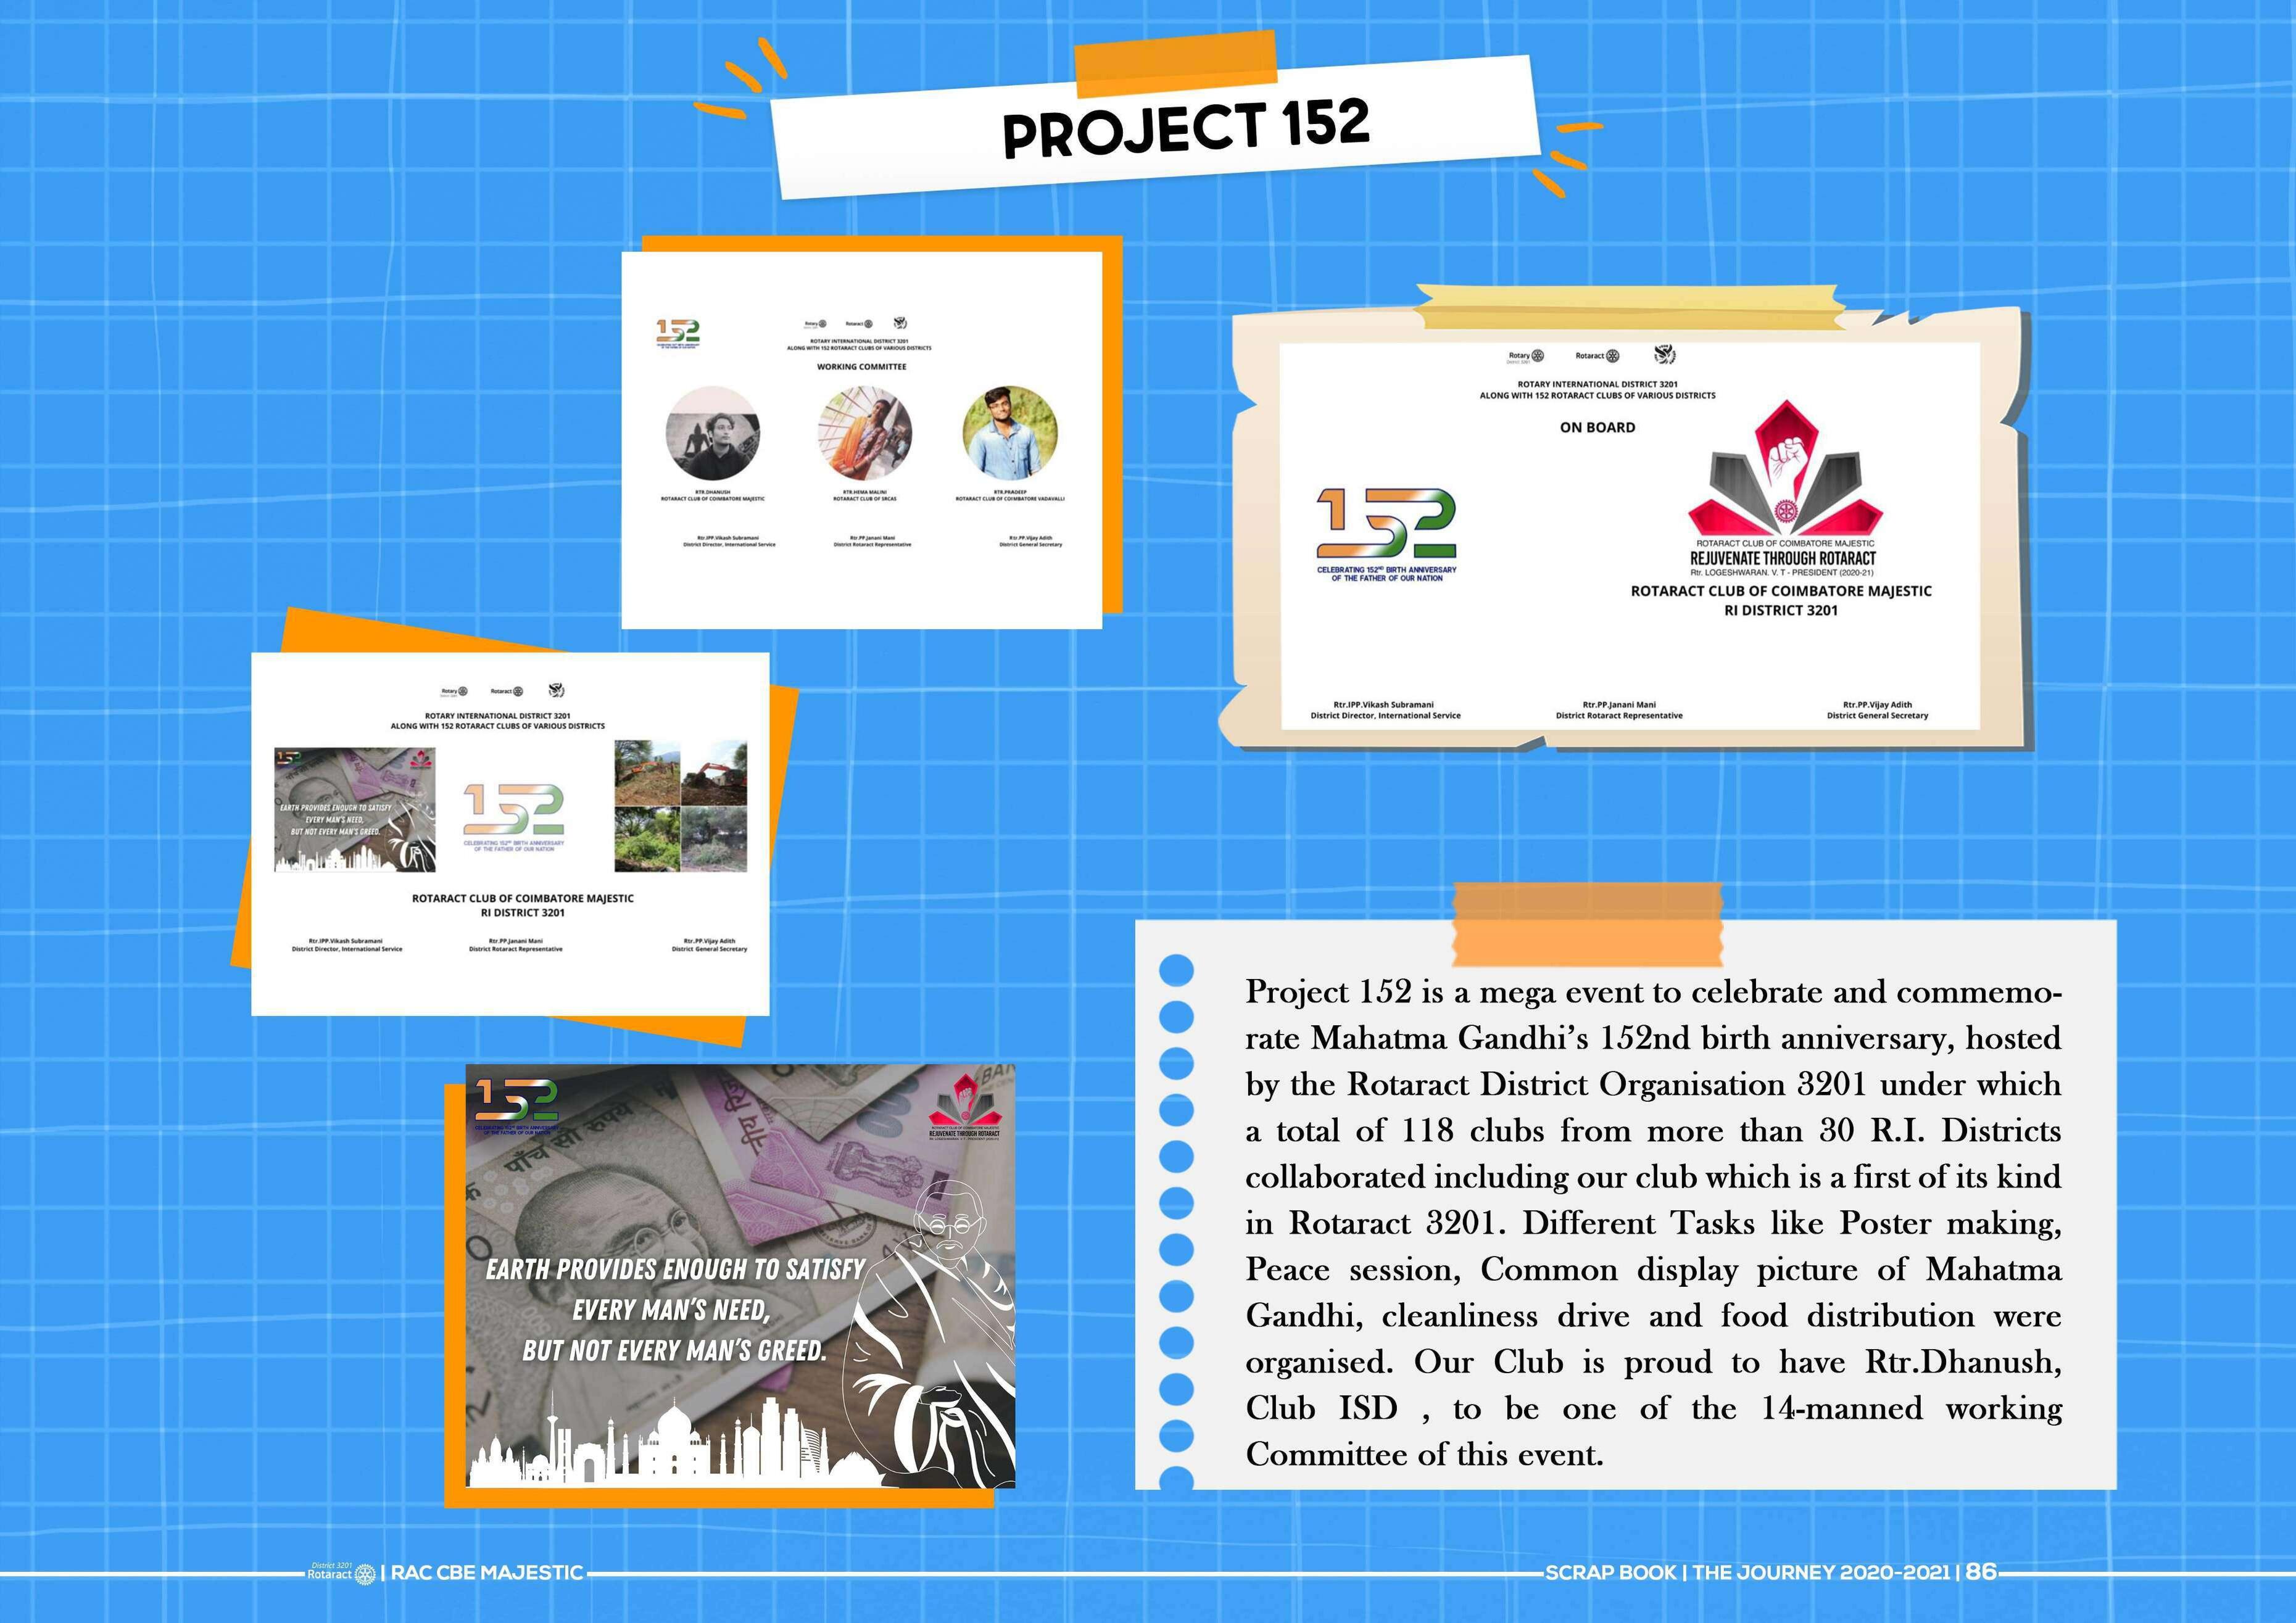 PROJECT 152
152
CELEBRATING 152ND BIRTH ANNIVERSARY
OF THE FATHER OF OUR NATION
Rotary
Rotaract
ROTARY INTERNATIONAL DISTRICT 3201
ALONG WITH 152 ROTARACT CLUBS OF VARIOUS DISTRICTS
WORKING COMMITTEE
RTR.DHANUSH
ROTARACT CLUB OF COIMBATORE MAJESTIC
RTR.HEMA MALINI
ROTARACT CLUB OF SRCAS
RTR.PRADEEP
ROTARACT CLUB OF COIMBATORE VADAVALLI
Rtr.IPP.Vikash Subramani
District Director, International Service
Rtr.PP.Janani Mani
District Rotaract Representative
Rtr.PP.Vijay Adith
District General Secretary
Rotary
District 3201
Rotaract
ROTARY INTERNATIONAL DISTRICT 3201
ALONG WITH 152 ROTARACT CLUBS OF VARIOUS DISTRICTS
ON BOARD
152
CELEBRATING 152ND BIRTH ANNIVERSARY
OF THE FATHER OF OUR NATION
ROTARACT CLUB OF COIMBATORE MAJESTIC
REJUVENATE THROUGH ROTARACT
Rtr. LOGESHWARAN. V. T - PRESIDENT (2020-21)
ROTARACT CLUB OF COIMBATORE MAJESTIC
RI DISTRICT 3201
Rtr.IPP.Vikash Subramani
District Director, International Service
Rtr.PP.Janani Mani
District Rotaract Representative
Rtr.PP.Vijay Adith
District General Secretary
Rotary
Rotaract
ROTARY INTERNATIONAL DISTRICT 3201
ALONG WITH 152 ROTARACT CLUBS OF VARIOUS DISTRICTS
152
EARTH PROVIDES ENOUGH TO SATISFY
EVERY MAN'S NEED,
BUT NOT EVERY MAN'S GREED.
152
CELEBRATING 152ND BIRTH ANNIVERSARY
OF THE FATHER OF OUR NATION
ROTARACT CLUB OF COIMBATORE MAJESTIC
RI DISTRICT 3201
Rtr.IPP.Vikash Subramani
District Director, International Service
Rtr.PP.Janani Mani
District Rotaract Representative
Rtr.PP.Vijay Adith
District General Secretary
152
CELEBRATING 152ND BIRTH ANNIVERSARY
OF THE FATHER OF OUR NATION
REJUVENATE THROUGH ROTARACT
पाँच सौ रुपये
EARTH PROVIDES ENOUGH TO SATISFY
EVERY MAN'S NEED,
BUT NOT EVERY MAN'S GREED.
Project 152 is a mega event to celebrate and commemo-
rate Mahatma Gandhi's 152nd birth anniversary, hosted
by the Rotaract District Organisation 3201 under which
a total of 118 clubs from more than 30 R.I. Districts
collaborated including our club which is a first of its kind
in Rotaract 3201. Different Tasks like Poster making,
Peace session, Common display picture of Mahatma
Gandhi, cleanliness drive and food distribution were
organised. Our Club is proud to have Rtr.Dhanush,
Club ISD , to be one of the 14-manned working
Committee of this event.
District 3201
Rotaract | RAC CBE MAJESTIC
SCRAP BOOK | THE JOURNEY 2020-2021 | 86